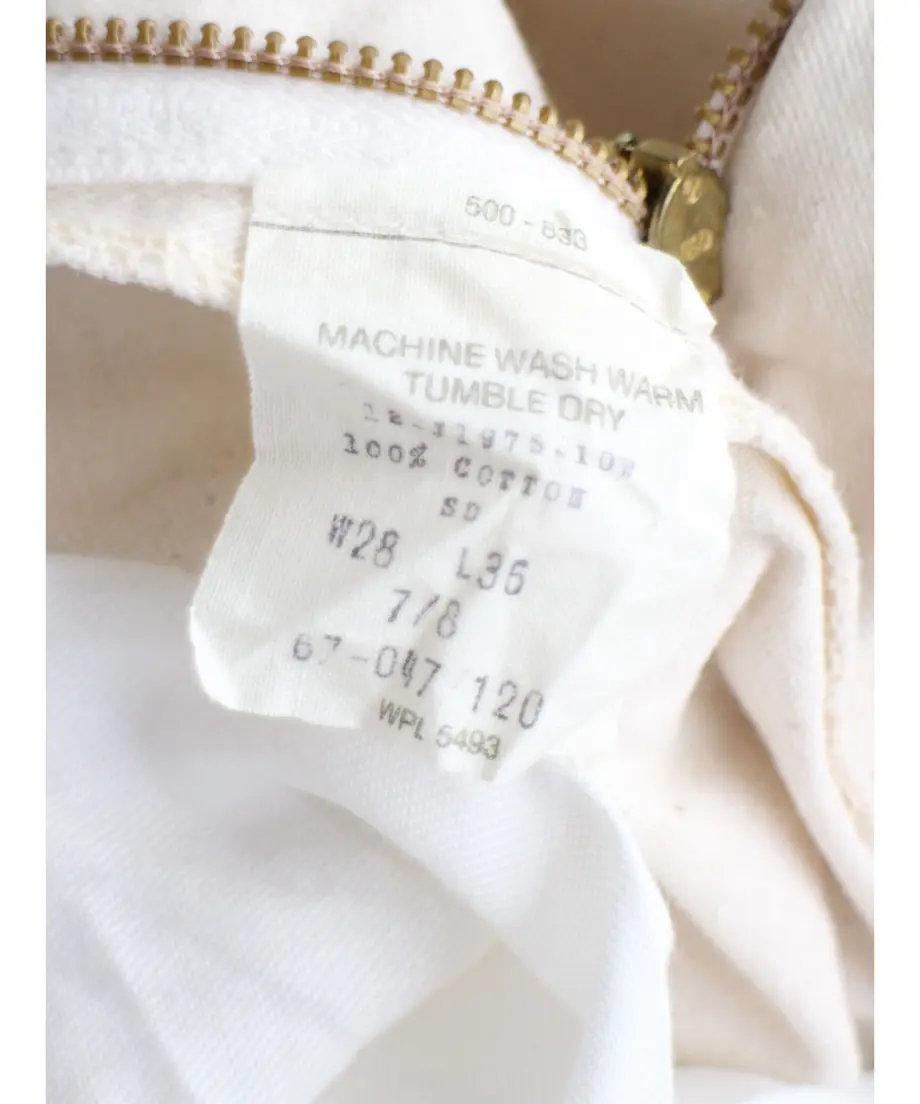 500-833
MACHINE WASH WARM
TUMBLE DRY
100% COTTON
SD
W28 L36
7/8
67-047 120
WPL 5493